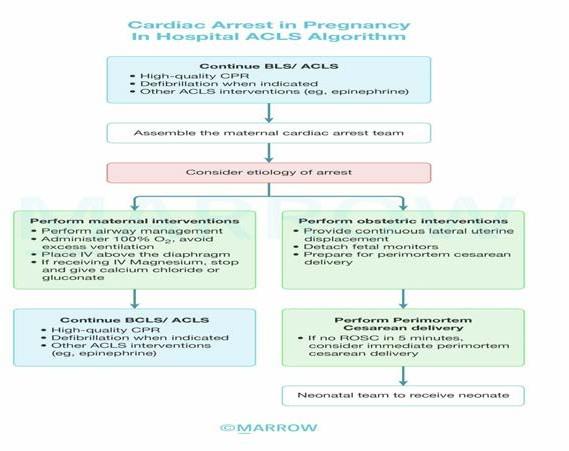 Cardiac Arrest in Pregnancy
In Hospital ACLS Algorithm
Continue BLS/ ACLS
• High-quality CPR
• Defibrillation when indicated
• Other ACLS interventions (eg, epinephrine)
Assemble the maternal cardiac arrest team
Consider etiology of arrest
MARROW
Perform maternal interventions
• Perform airway management
• Administer 100% O₂, avoid
excess ventilation
• Place IV above the diaphragm
• If receiving IV Magnesium, stop
and give calcium chloride or
gluconate
Perform obstetric interventions
• Provide continuous lateral uterine
displacement
• Detach fetal monitors
• Prepare for perimortem cesarean
delivery
Continue BCLS/ ACLS
• High-quality CPR
• Defibrillation when indicated
• Other ACLS interventions
(eg, epinephrine)
Perform Perimortem
Cesarean delivery
• If no ROSC in 5 minutes,
consider immediate perimortem
cesarean delivery
Neonatal team to receive neonate
©MARROW